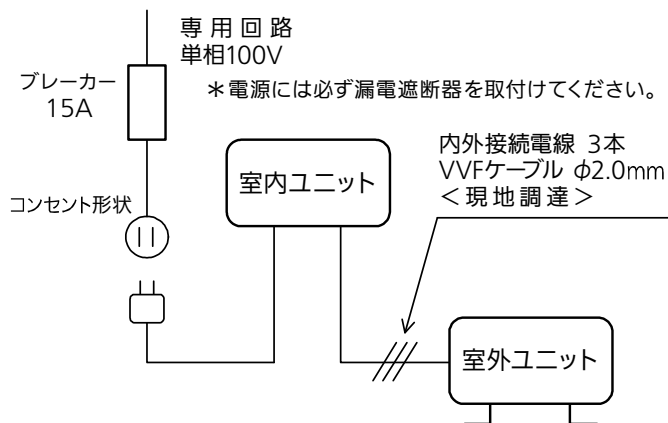 専用回路
単相100V
ブレーカー
15A
＊電源には必ず漏電遮断器を取付けてください。
内外接続電線 3本
VVFケーブル φ2.0mm
＜現地調達＞
室内ユニット
コンセント形状
室外ユニット